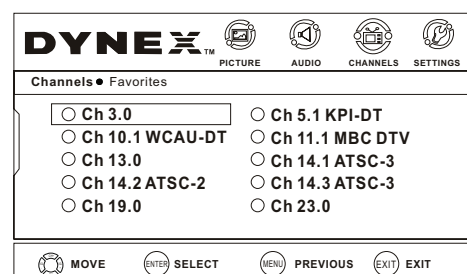 DYNEX™
PICTURE AUDIO CHANNELS SETTINGS
Channels ● Favorites
Ch 3.0 Ch 5.1 KPI-DT
Ch 10.1 WCAU-DT Ch 11.1 MBC DTV
Ch 13.0 Ch 14.1 ATSC-3
Ch 14.2 ATSC-2 Ch 14.3 ATSC-3
Ch 19.0 Ch 23.0
MOVE ENTER SELECT MENU PREVIOUS EXIT EXIT